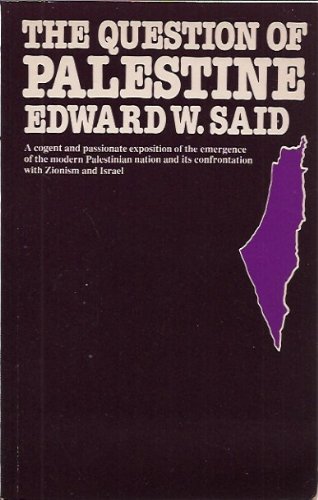 THE QUESTION OF
PALESTINE
EDWARD W. SAID
A cogent and passionate exposition of the emergence
of the modern Palestinian nation and its confrontation
with Zionism and Israel